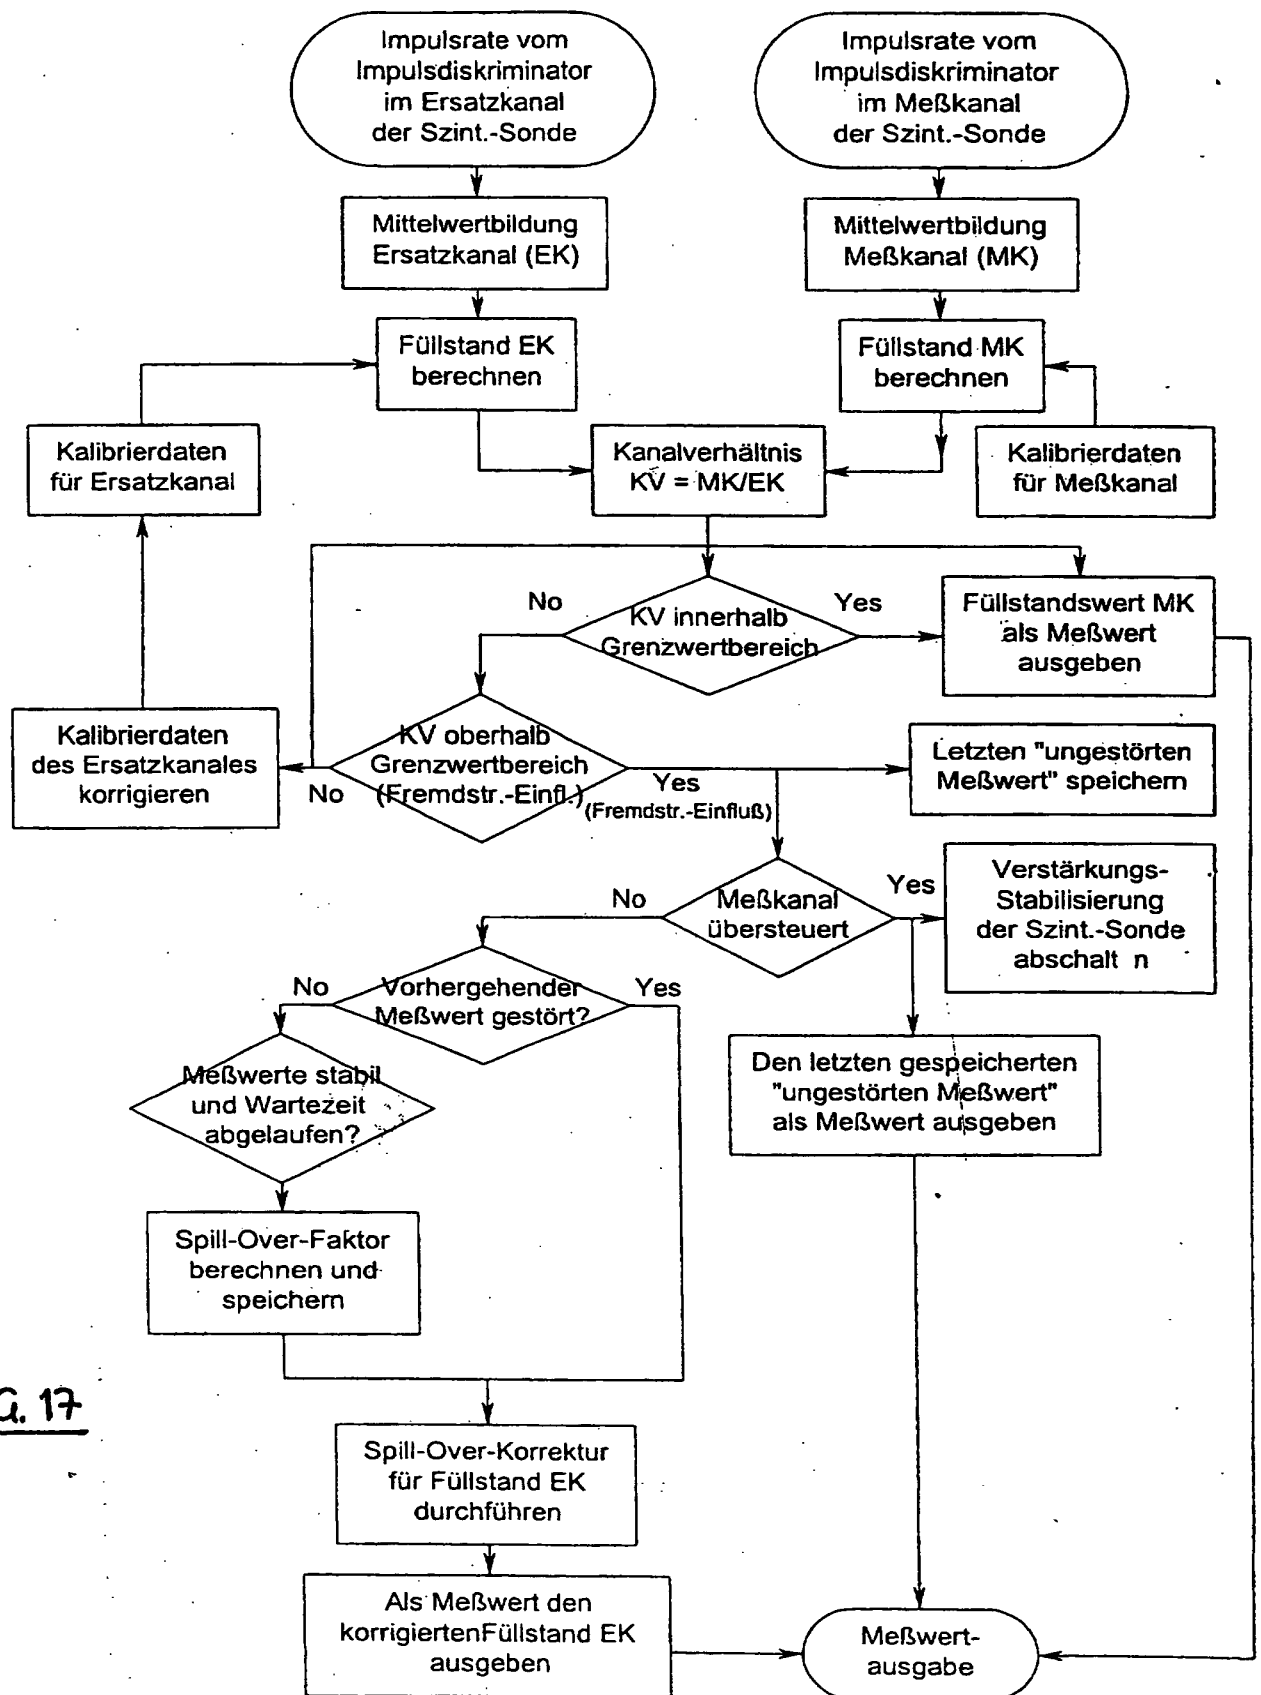 Impulsrate vom
Impulsdiskriminator
im Ersatzkanal
der Szint.-Sonde
Impulsrate vom
Impulsdiskriminator
im Meßkanal
der Szint.-Sonde
Mittelwertbildung
Ersatzkanal (EK)
Mittelwertbildung
Meßkanal (MK)
Füllstand EK
berechnen
Füllstand MK
berechnen
Kalibrierdaten
für Ersatzkanal
Kanalverhältnis
KV = MK/EK
Kalibrierdaten
für Meßkanal
No
KV innerhalb
Grenzwertbereich
Yes
Füllstandswert MK
als Meßwert
ausgeben
Kalibrierdaten
des Ersatzkanales
korrigieren
No
KV oberhalb
Grenzwertbereich
(Fremdstr.-Einfl.)
Yes
(Fremdstr.-Einfluß)
Letzten "ungestörten
Meßwert" speichern
No
Meßkanal
übersteuert
Yes
Verstärkungs-
Stabilisierung
der Szint.-Sonde
abschalt n
No
Vorhergehender
Meßwert gestört?
Yes
Meßwerte stabil
und Wartezeit
abgelaufen?
Den letzten gespeicherten
"ungestörten Meßwert"
als Meßwert ausgeben
Spill-Over-Faktor
berechnen und
speichern
G. 17
Spill-Over-Korrektur
für Füllstand EK
durchführen
Als Meßwert den
korrigiertenFüllstand EK
ausgeben
Meßwert-
ausgabe